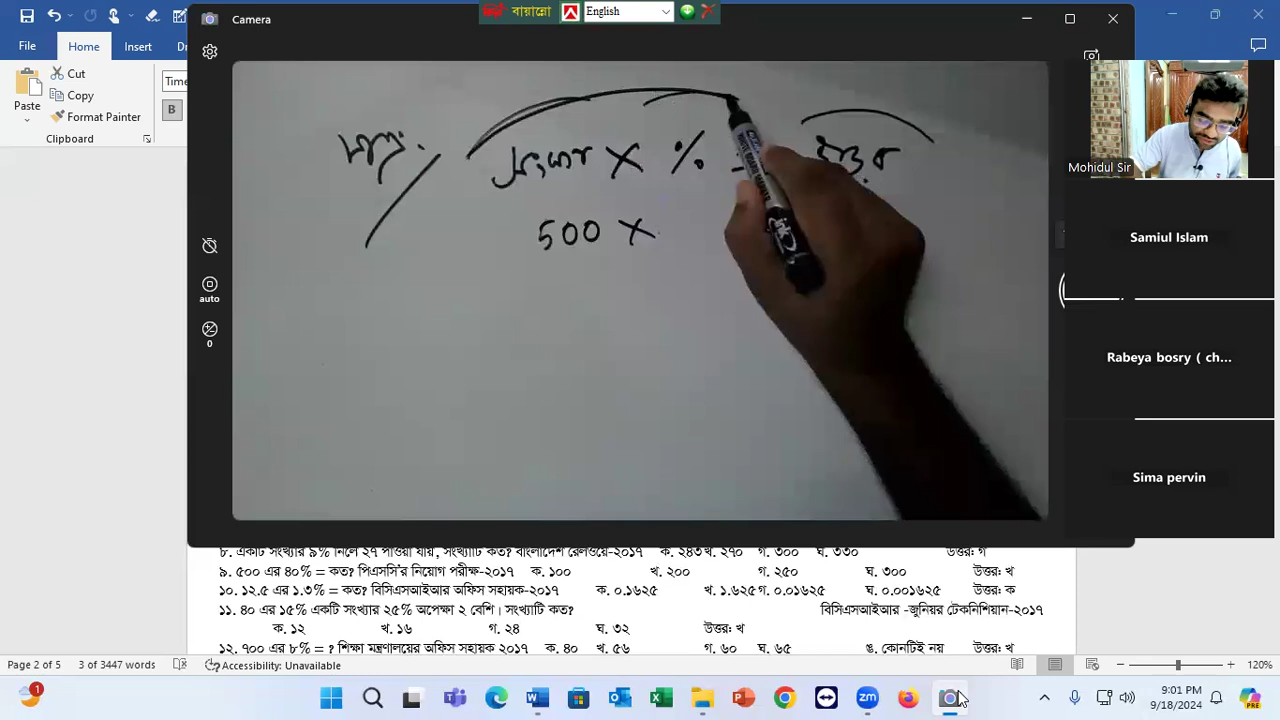 বায়ান্নো English
Camera
File Home Insert D
Cut
Copy
Format Painter
Paste
Clipboard
Time
B
auto
0
সংখ্যা × %
500 ×
Mohidul Sir
Samiul Islam
Rabeya bosry ( ch...
Sima pervin
৮. একটি সংখ্যার ৯% নিলে ২৭ পাওয়া যায়, সংখ্যাটি কত? বাংলাদেশ রেলওয়ে-২০১৭ ক. ২৪৩ খ. ২৭০ গ. ৩০০ ঘ. ৩৩০ উত্তর: গ
৯. ৫০০ এর ৪০% = কত? পিএসসি'র নিয়োগ পরীক্ষ-২০১৭ ক. ১০০ খ. ২০০ গ. ২৫০ ঘ. ৩০০ উত্তরঃ খ
১০. ১২.৫ এর ১.৩% = কত? বিসিএসআইআর অফিস সহায়ক-২০১৭ ক. ০.১৬২৫ খ. ১.৬২৫ গ. ০.০১৬২৫ ঘ. ০.০০১৬২৫ উত্তরঃ ক
১১. ৪০ এর ১৫% একটি সংখ্যার ২৫% অপেক্ষা ২ বেশি। সংখ্যাটি কত? বিসিএসআইআর -জুনিয়র টেকনিশিয়ান-২০১৭
ক. ১২ খ. ১৬ গ. ২৪ ঘ. ৩২ উত্তরঃ খ
১২. ৭০০ এর ৮% = ? শিক্ষা মন্ত্রণালয়ের অফিস সহায়ক ২০১৭ ক. ৪০ খ. ৫৬ গ. ৬০ ঘ. ৬৫ ঙ. কোনটিই নয় উত্তরঃ খ
Page 2 of 5 3 of 3447 words Accessibility: Unavailable 120%
1 9:01 PM
9/18/2024 PRE